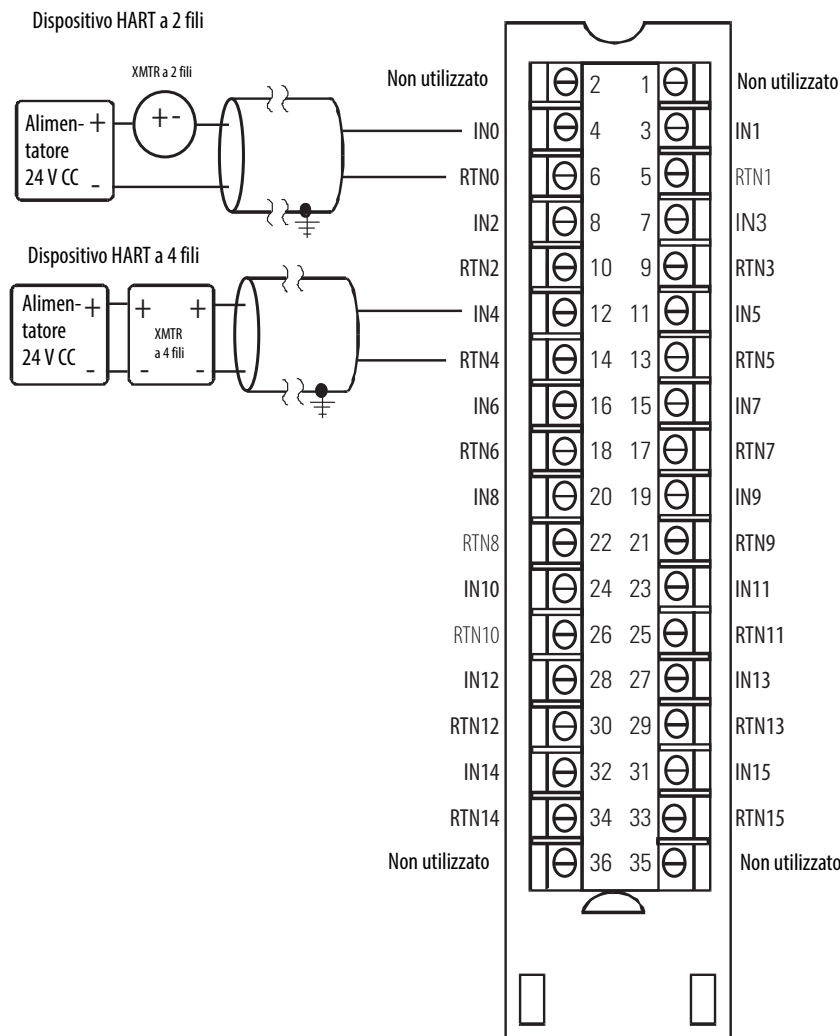 Dispositivo HART a 2 fili
XMTR a 2 fili
+ -
Alimen-
tatore
24 V CC
+
-
Dispositivo HART a 4 fili
Alimen-
tatore
24 V CC
+
-
+ +
XMTR
a 4 fili
- -
Non utilizzato 2 1 Non utilizzato
IN0 4 3 IN1
RTN0 6 5 RTN1
IN2 8 7 IN3
RTN2 10 9 RTN3
IN4 12 11 IN5
RTN4 14 13 RTN5
IN6 16 15 IN7
RTN6 18 17 RTN7
IN8 20 19 IN9
RTN8 22 21 RTN9
IN10 24 23 IN11
RTN10 26 25 RTN11
IN12 28 27 IN13
RTN12 30 29 RTN13
IN14 32 31 IN15
RTN14 34 33 RTN15
Non utilizzato 36 35 Non utilizzato